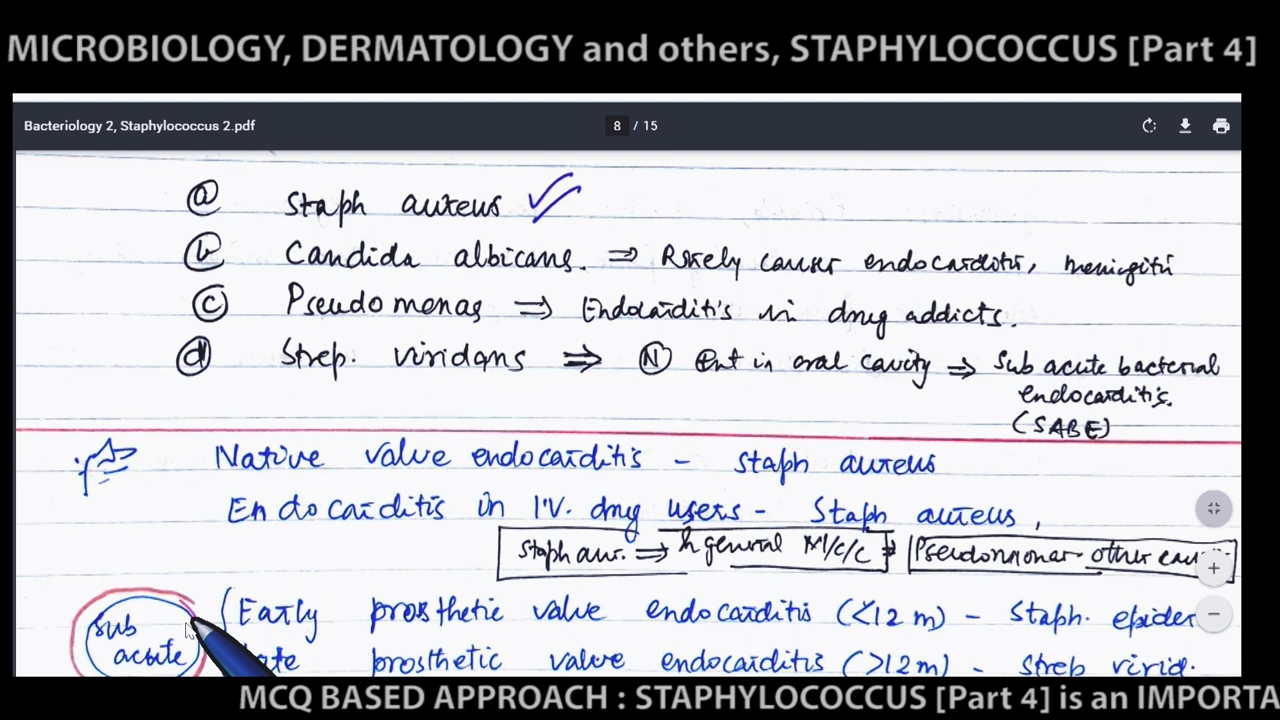 MICROBIOLOGY, DERMATOLOGY and others, STAPHYLOCOCCUS [Part 4]
Bacteriology 2, Staphylococcus 2.pdf 8 / 15
a Staph aureus
b Candida albicans. ⇒ Rarely causes endocarditis, meningitis
c Pseudomonas ⇒ Endocarditis in drug addicts.
d Strep. viridans ⇒ N in oral cavity ⇒ Sub acute bacterial
endocarditis.
(SABE)
Native valve endocarditis - Staph aureus
Endocarditis in I.V. drug users - Staph aureus,
Staph aur. ⇒ In general M/C/C Pseudomonas other cau
sub
acute
(Early prosthetic valve endocarditis (<12 m) - Staph. epider
late prosthetic valve endocarditis (>12m) - Strep virid.
MCQ BASED APPROACH : STAPHYLOCOCCUS [Part 4] is an IMPORTA